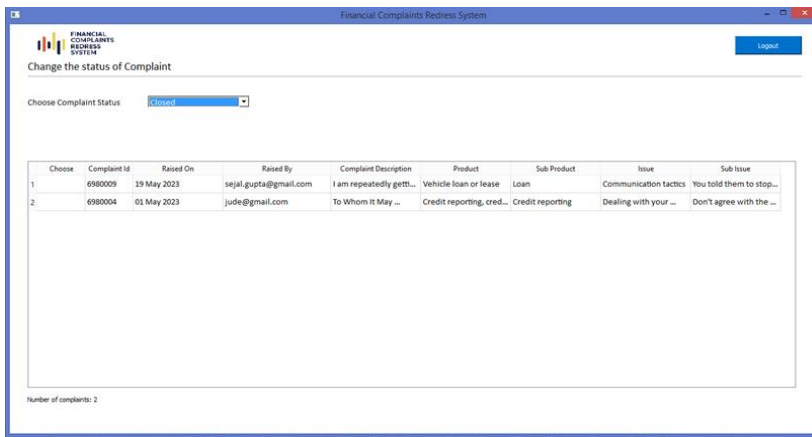 Financial Complaints Redress System
FINANCIAL
COMPLAINTS
REDRESS
SYSTEM
Logout
Change the status of Complaint
Choose Complaint Status Closed
Choose Complaint Id Raised On Raised By Complaint Description Product Sub Product Issue Sub Issue
1 6980009 19 May 2023 sejal.gupta@gmail.com I am repeatedly getti... Vehicle loan or lease Loan Communication tactics You told them to stop...
2 6980004 01 May 2023 jude@gmail.com To Whom It May ... Credit reporting, cred... Credit reporting Dealing with your ... Don't agree with the ...
Number of complaints: 2